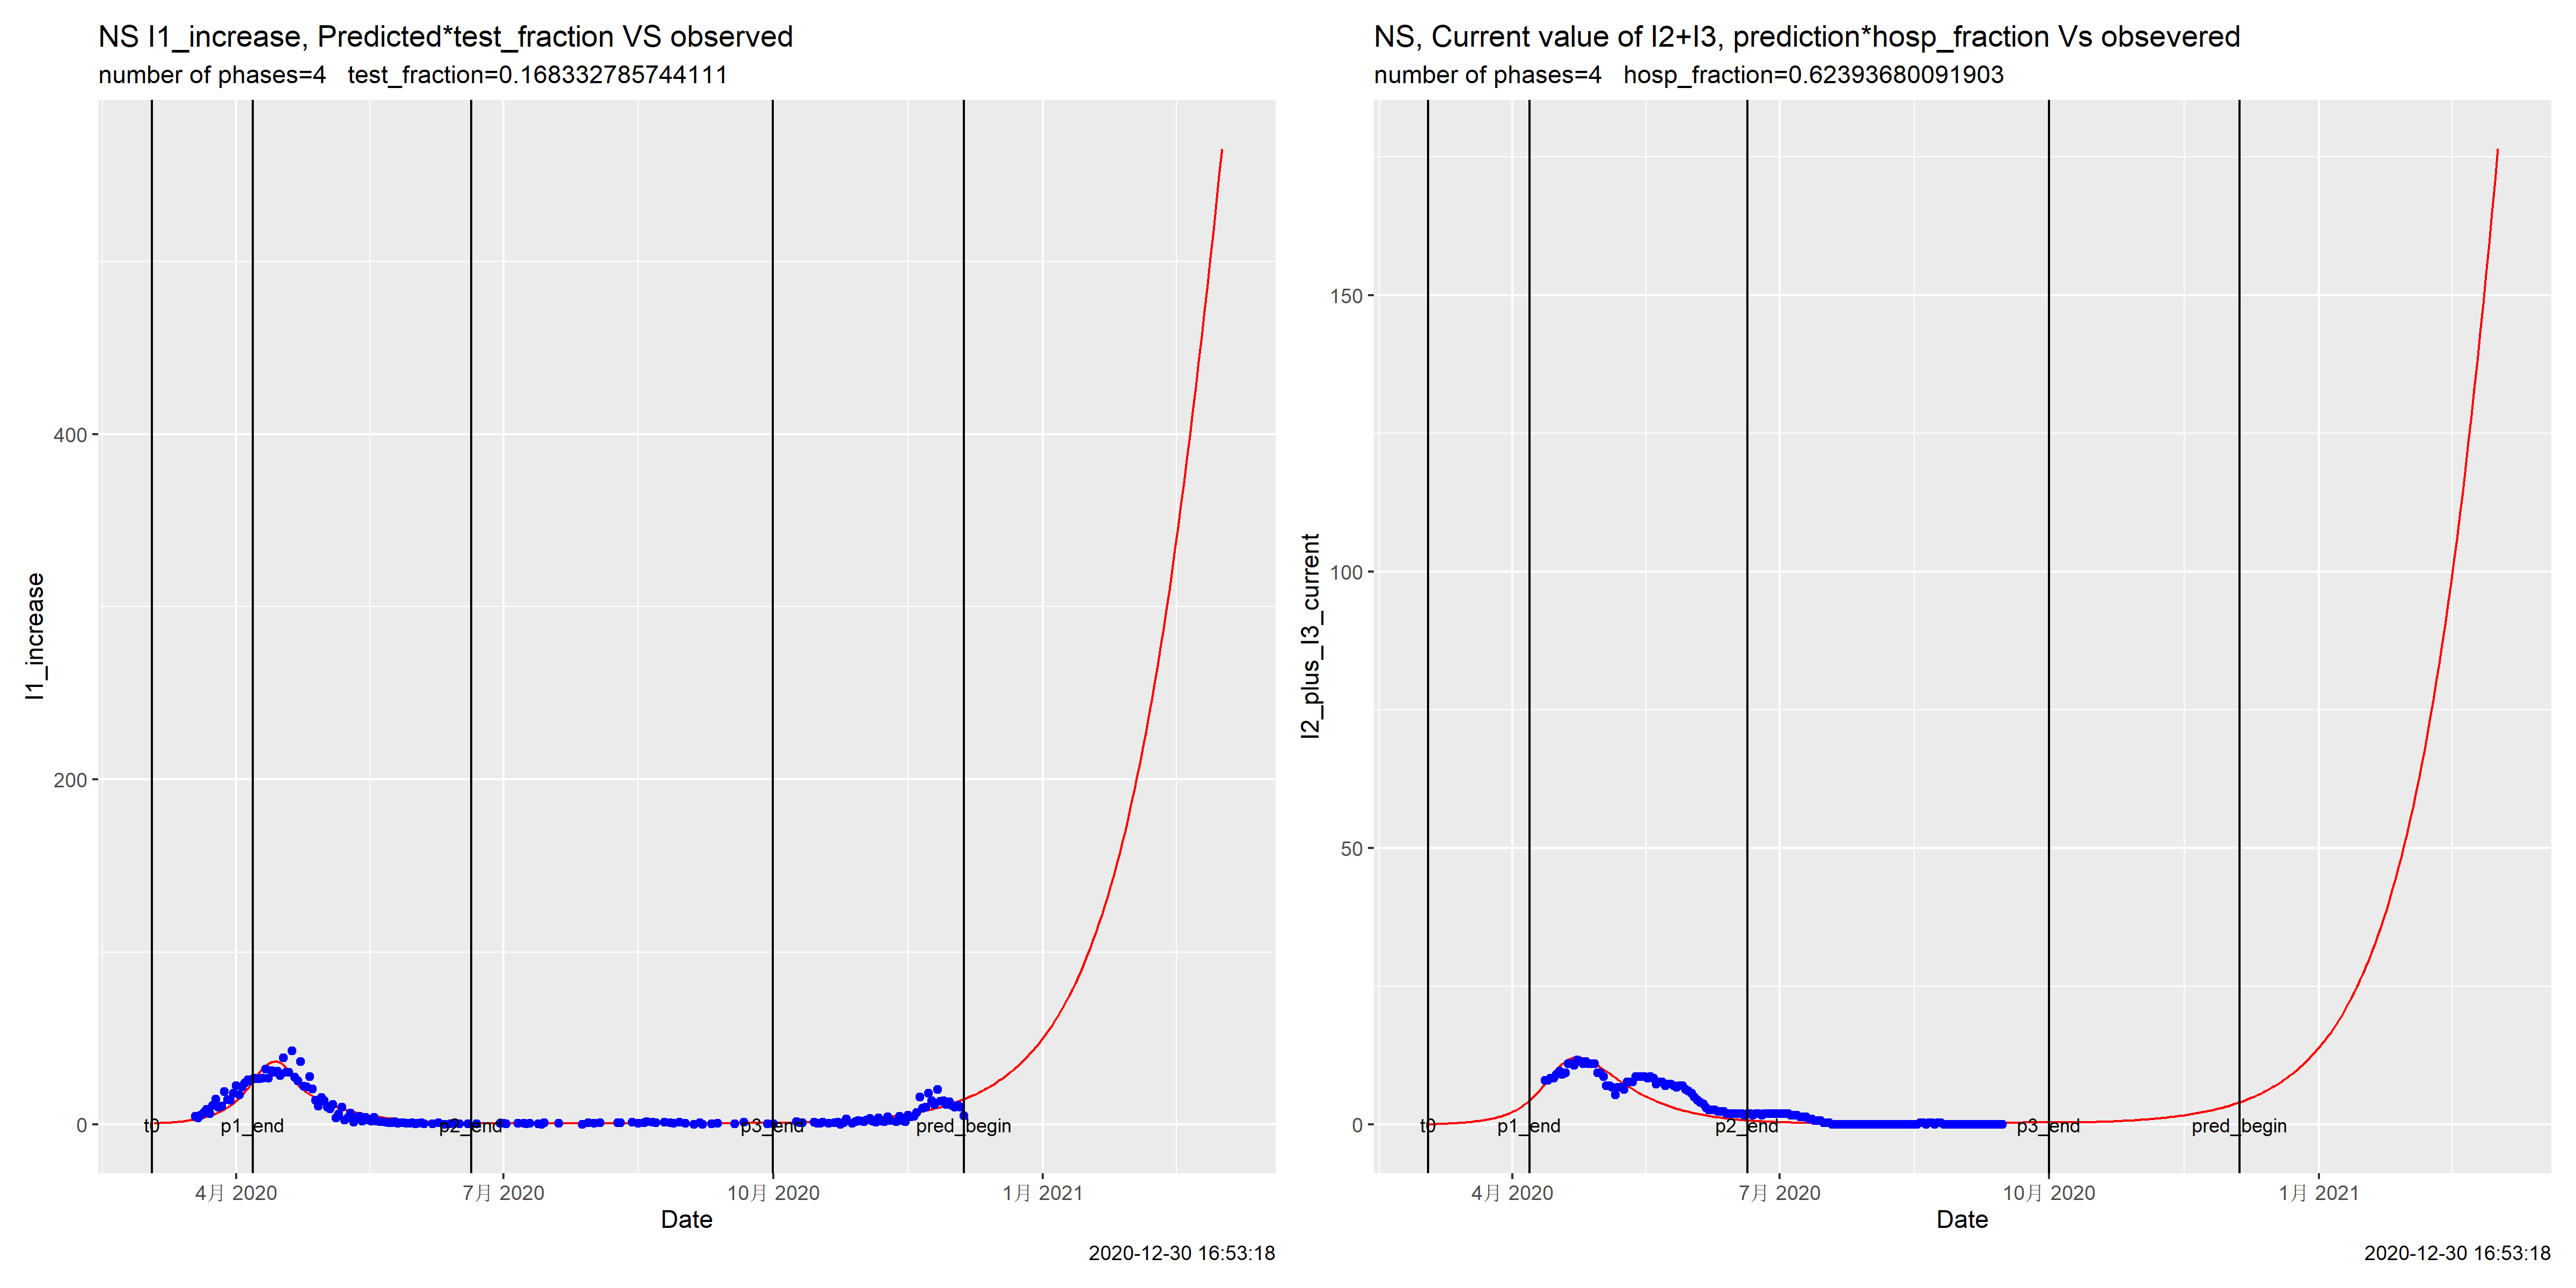 NS I1_increase, Predicted*test_fraction VS observed
number of phases=4   test_fraction=0.168332785744111
I1_increase
400
200
0
t0
p1_end
p2_end
p3_end
pred_begin
4月 2020
7月 2020
10月 2020
1月 2021
Date
2020-12-30 16:53:18
NS, Current value of I2+I3, prediction*hosp_fraction Vs obsevered
number of phases=4   hosp_fraction=0.62393680091903
I2_plus_I3_current
150
100
50
0
t0
p1_end
p2_end
p3_end
pred_begin
4月 2020
7月 2020
10月 2020
1月 2021
Date
2020-12-30 16:53:18